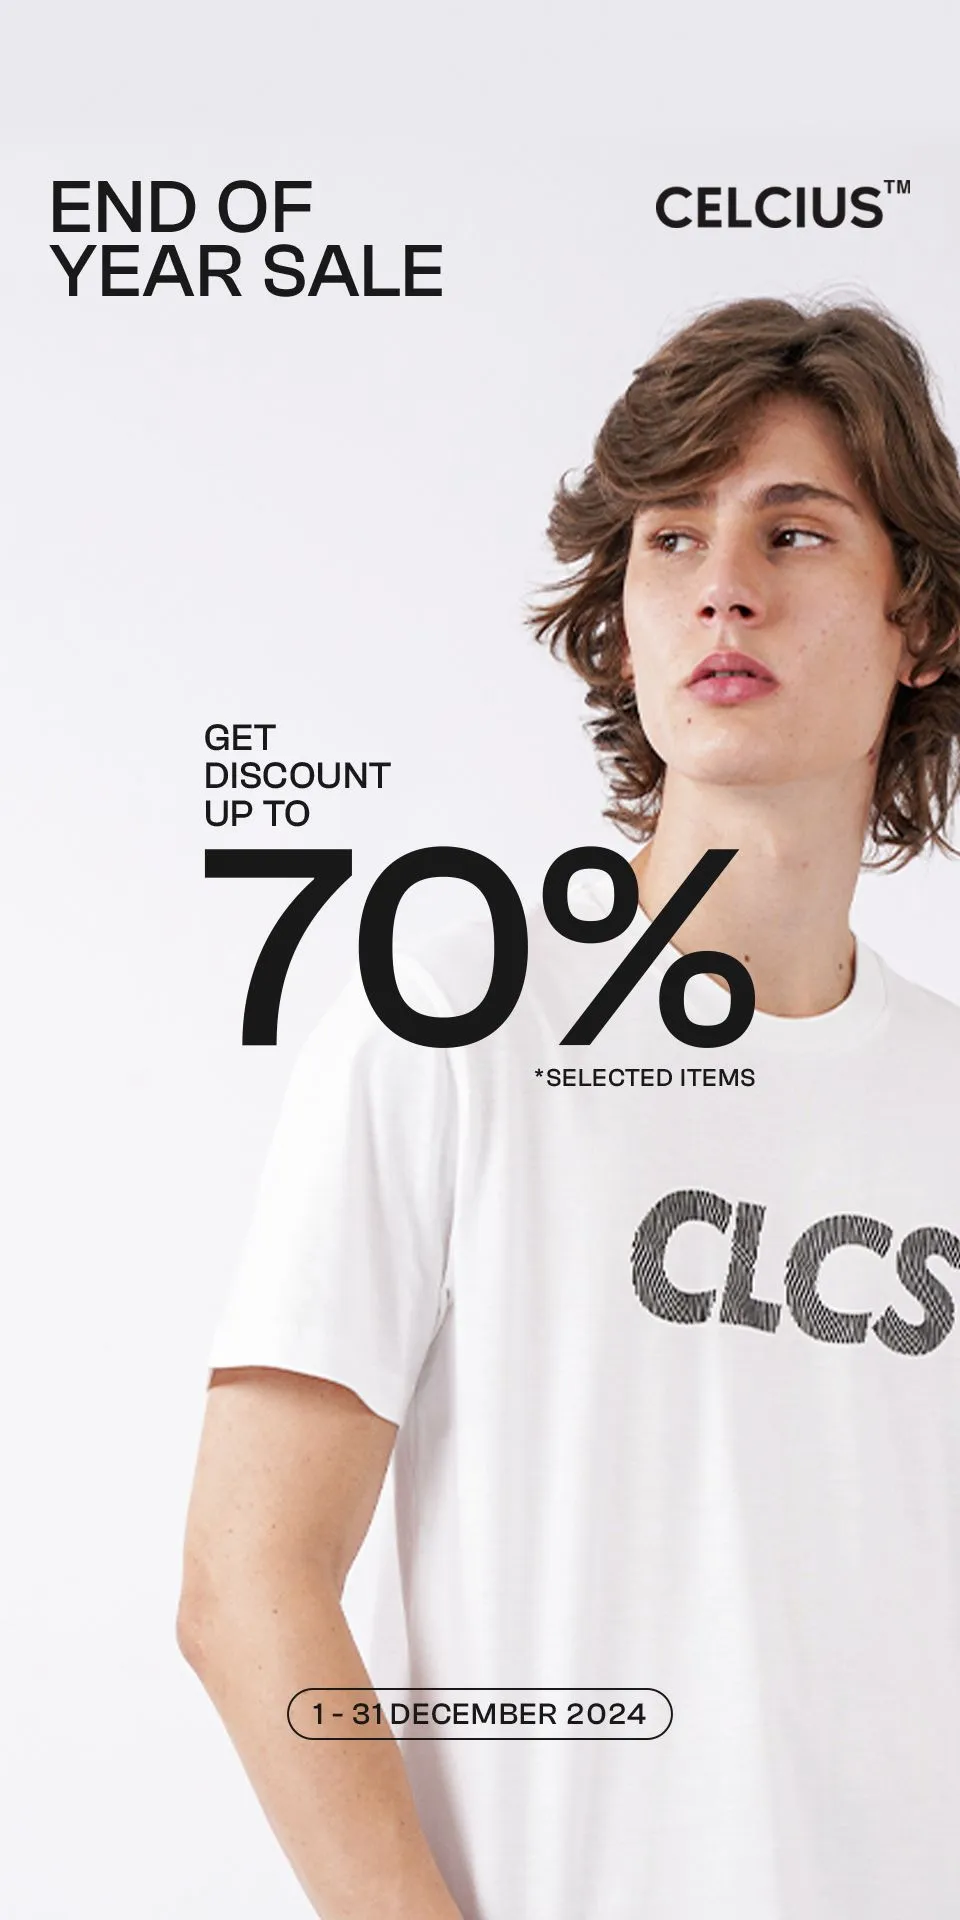 END OF
YEAR SALE
CELCIUS™
GET
DISCOUNT
UP TO
70%
*SELECTED ITEMS
CLCS
1 - 31 DECEMBER 2024